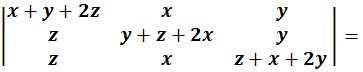 | x + y + 2z x y |
| z y + z + 2x y | =
| z x z + x + 2y |